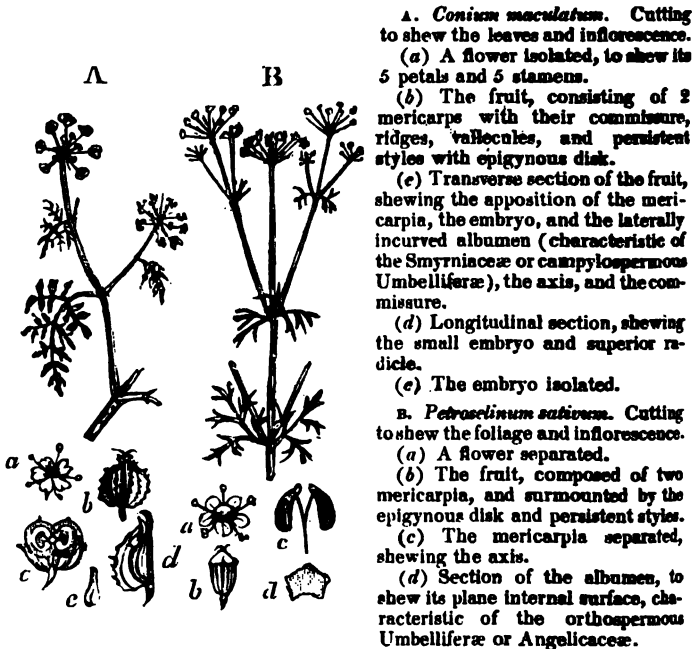 A
B
a
b
c
c
d
a
b
c
d
A. Conium maculatum. Cutting
to shew the leaves and inflorescence.
(a) A flower isolated, to shew its
5 petals and 5 stamens.
(b) The fruit, consisting of 2
mericarps with their commissure,
ridges, vallecules, and persistent
styles with epigynous disk.
(c) Transverse section of the fruit,
shewing the apposition of the meri-
carpia, the embryo, and the laterally
incurved albumen (characteristic of
the Smyrniaceæ or campylospermous
Umbelliferæ), the axis, and the com-
missure.
(d) Longitudinal section, shewing
the small embryo and superior ra-
dicle.
(e) The embryo isolated.
B. Petroselinum sativum. Cutting
to shew the foliage and inflorescence.
(a) A flower separated.
(b) The fruit, composed of two
mericarpia, and surmounted by the
epigynous disk and persistent styles.
(c) The mericarpia separated,
shewing the axis.
(d) Section of the albumen, to
shew its plane internal surface, cha-
racteristic of the orthospermous
Umbelliferæ or Angelicaceæ.